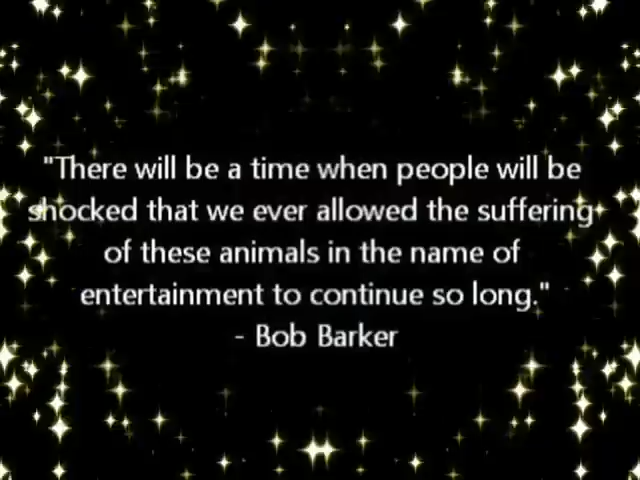 "There will be a time when people will be
shocked that we ever allowed the suffering
of these animals in the name of
entertainment to continue so long."
- Bob Barker